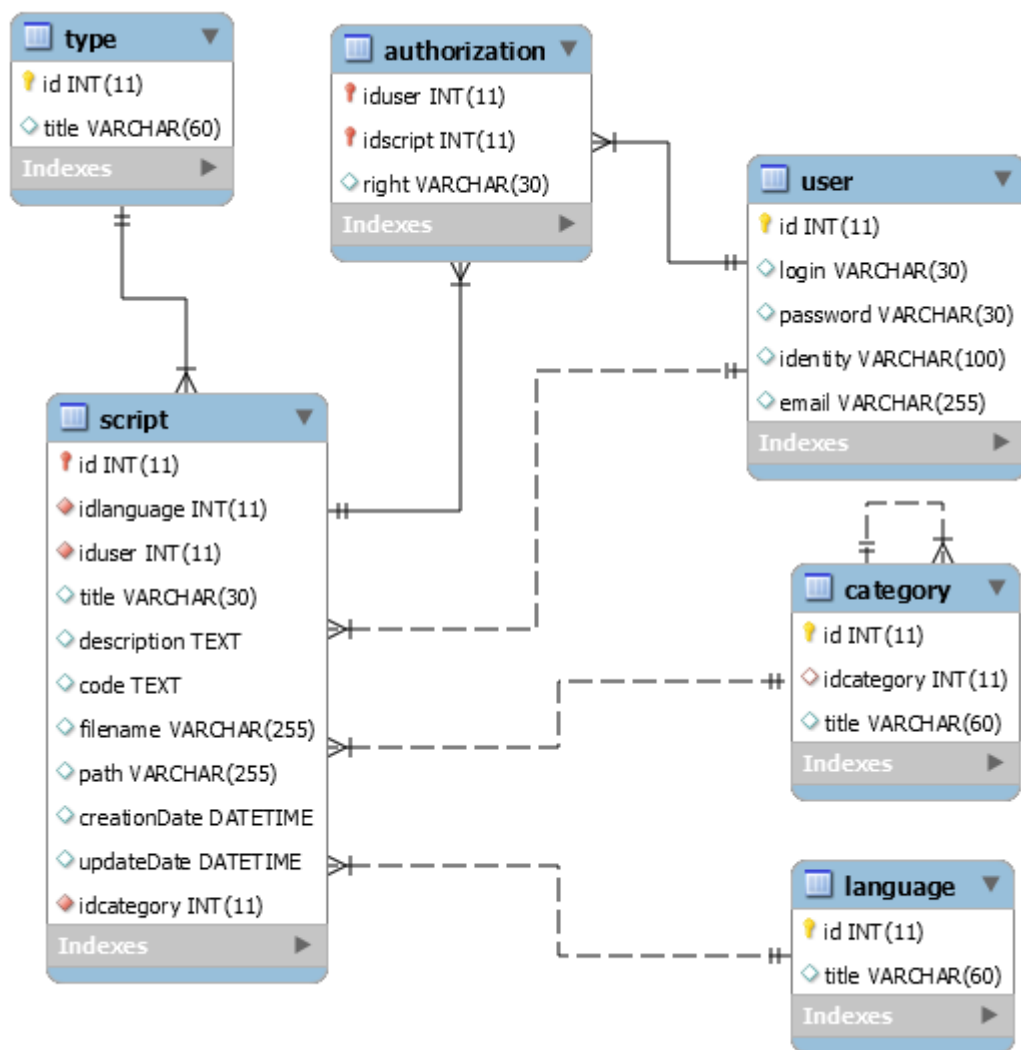 type
id INT(11)
title VARCHAR(60)
Indexes
authorization
iduser INT(11)
idscript INT(11)
right VARCHAR(30)
Indexes
user
id INT(11)
login VARCHAR(30)
password VARCHAR(30)
identity VARCHAR(100)
email VARCHAR(255)
Indexes
script
id INT(11)
idlanguage INT(11)
iduser INT(11)
title VARCHAR(30)
description TEXT
code TEXT
filename VARCHAR(255)
path VARCHAR(255)
creationDate DATETIME
updateDate DATETIME
idcategory INT(11)
Indexes
category
id INT(11)
idcategory INT(11)
title VARCHAR(60)
Indexes
language
id INT(11)
title VARCHAR(60)
Indexes